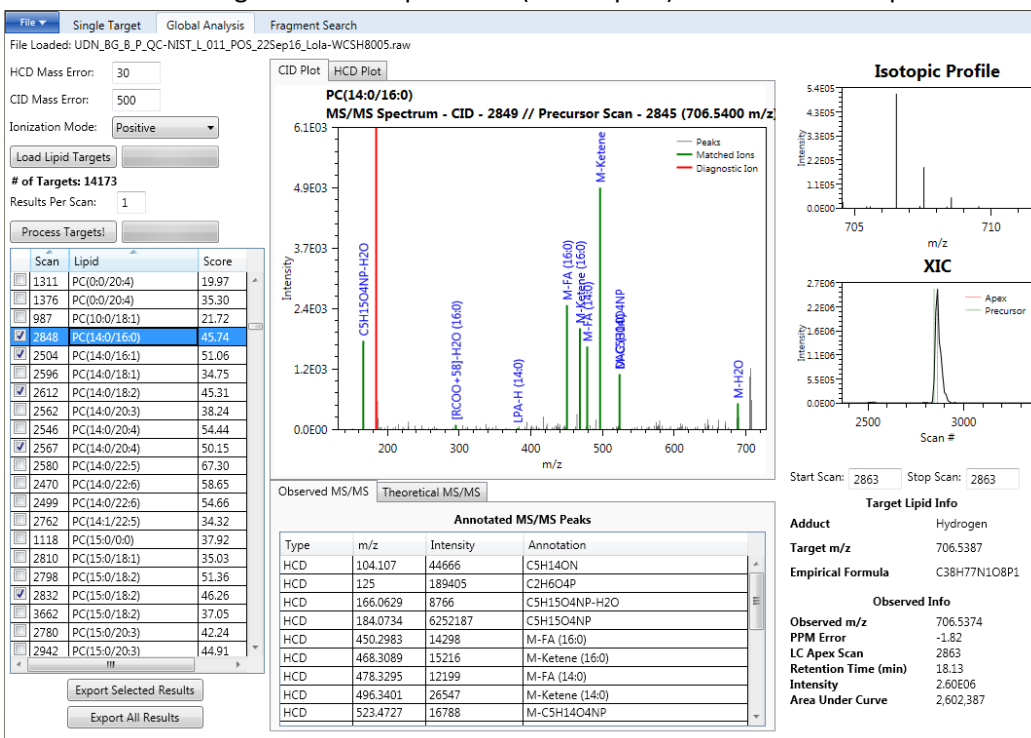 File
Single Target
Global Analysis
Fragment Search
File Loaded: UDN_BG_B_P_QC-NIST_L_011_POS_22Sep16_Lola-WCSH8005.raw
HCD Mass Error: 30
CID Mass Error: 500
Ionization Mode: Positive
Load Lipid Targets
# of Targets: 14173
Results Per Scan: 1
Process Targets!
Scan Lipid Score
1311 PC(0:0/20:4) 19.97
1376 PC(0:0/20:4) 35.30
987 PC(10:0/18:1) 21.72
2848 PC(14:0/16:0) 45.74
2504 PC(14:0/16:1) 51.06
2596 PC(14:0/18:1) 34.75
2612 PC(14:0/18:2) 45.31
2562 PC(14:0/20:3) 38.24
2546 PC(14:0/20:4) 54.44
2567 PC(14:0/20:4) 50.15
2580 PC(14:0/22:5) 67.30
2470 PC(14:0/22:6) 58.65
2499 PC(14:0/22:6) 54.66
2762 PC(14:1/22:5) 34.32
1118 PC(15:0/0:0) 37.92
2810 PC(15:0/18:1) 35.03
2798 PC(15:0/18:2) 51.36
2832 PC(15:0/18:2) 46.26
3662 PC(15:0/18:2) 37.05
2780 PC(15:0/20:3) 42.24
2942 PC(15:0/20:3) 44.91
Export Selected Results
Export All Results
CID Plot
HCD Plot
PC(14:0/16:0)
MS/MS Spectrum - CID - 2849 // Precursor Scan - 2845 (706.5400 m/z)
6.1E03
4.9E03
3.7E03
2.4E03
1.2E03
0.0E00
Intensity
Peaks
Matched Ions
Diagnostic Ion
C5H15O4NP-H2O
[RCOO+58]-H2O (16:0)
LPA-H (14:0)
M-FA (16:0)
M-Ketene (16:0)
M-FA (14:0)
M-Ketene
M-H2O
200 300 400 500 600 700
m/z
Observed MS/MS
Theoretical MS/MS
Annotated MS/MS Peaks
Type m/z Intensity Annotation
HCD 104.107 44666 C5H14ON
HCD 125 189405 C2H6O4P
HCD 166.0629 8766 C5H15O4NP-H2O
HCD 184.0734 6252187 C5H15O4NP
HCD 450.2983 14298 M-FA (16:0)
HCD 468.3089 15216 M-Ketene (16:0)
HCD 478.3295 12199 M-FA (14:0)
HCD 496.3401 26547 M-Ketene (14:0)
HCD 523.4727 16788 M-C5H14O4NP
Isotopic Profile
5.4E05
4.3E05
3.3E05
2.2E05
1.1E05
0.0E00
Intensity
705 710
m/z
XIC
2.7E06
2.2E06
1.6E06
1.1E06
5.5E05
0.0E00
Intensity
Apex
Precursor
2500 3000
Scan #
Start Scan: 2863 Stop Scan: 2863
Target Lipid Info
Adduct Hydrogen
Target m/z 706.5387
Empirical Formula C38H77N1O8P1
Observed Info
Observed m/z 706.5374
PPM Error -1.82
LC Apex Scan 2863
Retention Time (min) 18.13
Intensity 2.60E06
Area Under Curve 2,602,387